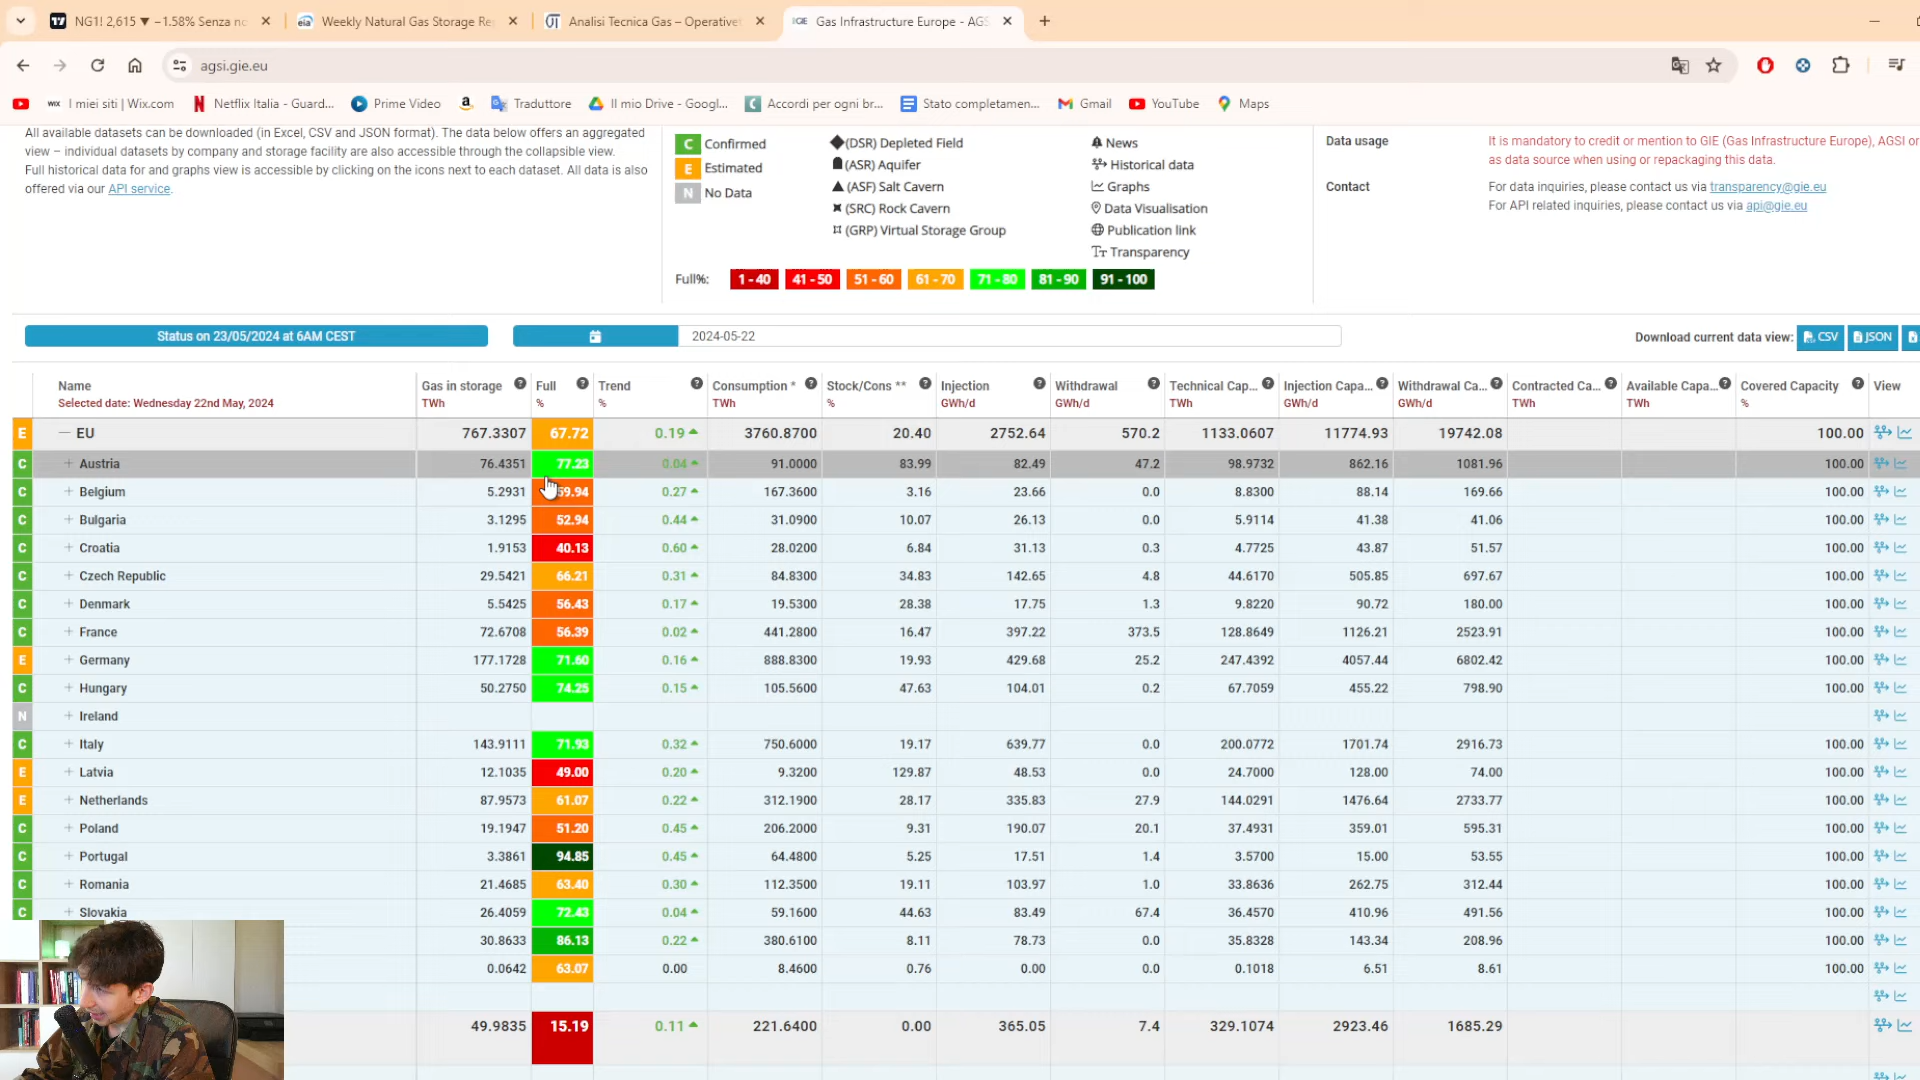 NG1! 2,615 ▼ −1.58% Senza no
Weekly Natural Gas Storage Re
Analisi Tecnica Gas – Operativet
Gas Infrastructure Europe - AGS
agsi.gie.eu
I miei siti | Wix.com
Netflix Italia - Guard...
Prime Video
Traduttore
Il mio Drive - Googl...
Accordi per ogni br...
Stato completamen...
Gmail
YouTube
Maps
All available datasets can be downloaded (in Excel, CSV and JSON format). The data below offers an aggregated
view – individual datasets by company and storage facility are also accessible through the collapsible view.
Full historical data for and graphs view is accessible by clicking on the icons next to each dataset. All data is also
offered via our API service.
C Confirmed
E Estimated
N No Data
(DSR) Depleted Field
(ASR) Aquifer
(ASF) Salt Cavern
(SRC) Rock Cavern
(GRP) Virtual Storage Group
News
Historical data
Graphs
Data Visualisation
Publication link
Transparency
Full%: 1 - 40 41 - 50 51 - 60 61 - 70 71 - 80 81 - 90 91 - 100
Data usage
It is mandatory to credit or mention to GIE (Gas Infrastructure Europe), AGSI or
as data source when using or repackaging this data.
Contact
For data inquiries, please contact us via transparency@gie.eu
For API related inquiries, please contact us via api@gie.eu
Status on 23/05/2024 at 6AM CEST
2024-05-22
Download current data view: CSV JSON
Name Gas in storage Full Trend Consumption * Stock/Cons ** Injection Withdrawal Technical Cap... Injection Capa... Withdrawal Ca... Contracted Ca... Available Capa... Covered Capacity View
Selected date: Wednesday 22nd May, 2024 TWh % % TWh % GWh/d GWh/d TWh GWh/d GWh/d TWh TWh %
E EU 767.3307 67.72 0.19 3760.8700 20.40 2752.64 570.2 1133.0607 11774.93 19742.08 100.00
C Austria 76.4351 77.23 0.04 91.0000 83.99 82.49 47.2 98.9732 862.16 1081.96 100.00
C Belgium 5.2931 59.94 0.27 167.3600 3.16 23.66 0.0 8.8300 88.14 169.66 100.00
C Bulgaria 3.1295 52.94 0.44 31.0900 10.07 26.13 0.0 5.9114 41.38 41.06 100.00
C Croatia 1.9153 40.13 0.60 28.0200 6.84 31.13 0.3 4.7725 43.87 51.57 100.00
C Czech Republic 29.5421 66.21 0.31 84.8300 34.83 142.65 4.8 44.6170 505.85 697.67 100.00
C Denmark 5.5425 56.43 0.17 19.5300 28.38 17.75 1.3 9.8220 90.72 180.00 100.00
C France 72.6708 56.39 0.02 441.2800 16.47 397.22 373.5 128.8649 1126.21 2523.91 100.00
E Germany 177.1728 71.60 0.16 888.8300 19.93 429.68 25.2 247.4392 4057.44 6802.42 100.00
C Hungary 50.2750 74.25 0.15 105.5600 47.63 104.01 0.2 67.7059 455.22 798.90 100.00
N Ireland
C Italy 143.9111 71.93 0.32 750.6000 19.17 639.77 0.0 200.0772 1701.74 2916.73 100.00
E Latvia 12.1035 49.00 0.20 9.3200 129.87 48.53 0.0 24.7000 128.00 74.00 100.00
E Netherlands 87.9573 61.07 0.22 312.1900 28.17 335.83 27.9 144.0291 1476.64 2733.77 100.00
C Poland 19.1947 51.20 0.45 206.2000 9.31 190.07 20.1 37.4931 359.01 595.31 100.00
C Portugal 3.3861 94.85 0.45 64.4800 5.25 17.51 1.4 3.5700 15.00 53.55 100.00
C Romania 21.4685 63.40 0.30 112.3500 19.11 103.97 1.0 33.8636 262.75 312.44 100.00
C Slovakia 26.4059 72.43 0.04 59.1600 44.63 83.49 67.4 36.4570 410.96 491.56 100.00
30.8633 86.13 0.22 380.6100 8.11 78.73 0.0 35.8328 143.34 208.96 100.00
0.0642 63.07 0.00 8.4600 0.76 0.00 0.0 0.1018 6.51 8.61 100.00
49.9835 15.19 0.11 221.6400 0.00 365.05 7.4 329.1074 2923.46 1685.29